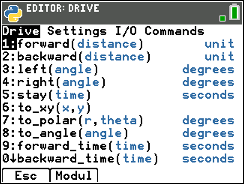 EDITOR: DRIVE
Drive Settings I/O Commands
1:forward(distance) unit
2:backward(distance) unit
3:left(angle) degrees
4:right(angle) degrees
5:stay(time) seconds
6:to_xy(x,y)
7:to_polar(r,theta) degrees
8:to_angle(angle) degrees
9:forward_time(time) seconds
0↓backward_time(time) seconds
Esc Modul